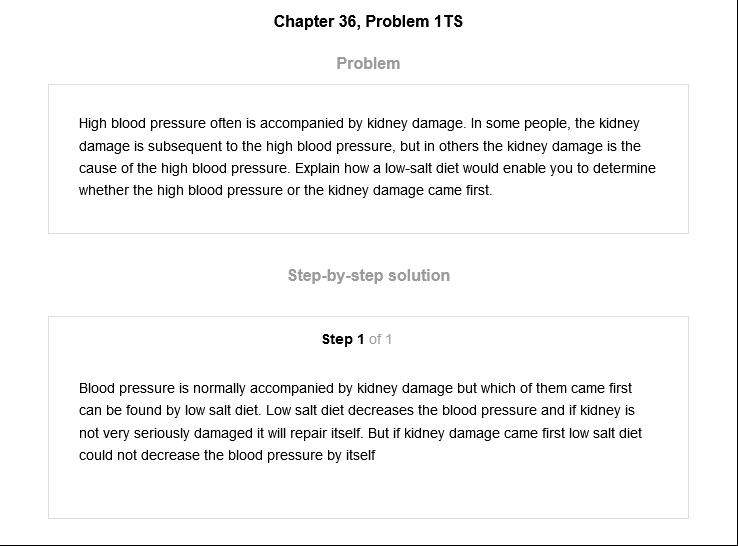 Chapter 36, Problem 1TS
Problem
High blood pressure often is accompanied by kidney damage. In some people, the kidney
damage is subsequent to the high blood pressure, but in others the kidney damage is the
cause of the high blood pressure. Explain how a low-salt diet would enable you to determine
whether the high blood pressure or the kidney damage came first.
Step-by-step solution
Step 1 of 1
Blood pressure is normally accompanied by kidney damage but which of them came first
can be found by low salt diet. Low salt diet decreases the blood pressure and if kidney is
not very seriously damaged it will repair itself. But if kidney damage came first low salt diet
could not decrease the blood pressure by itself